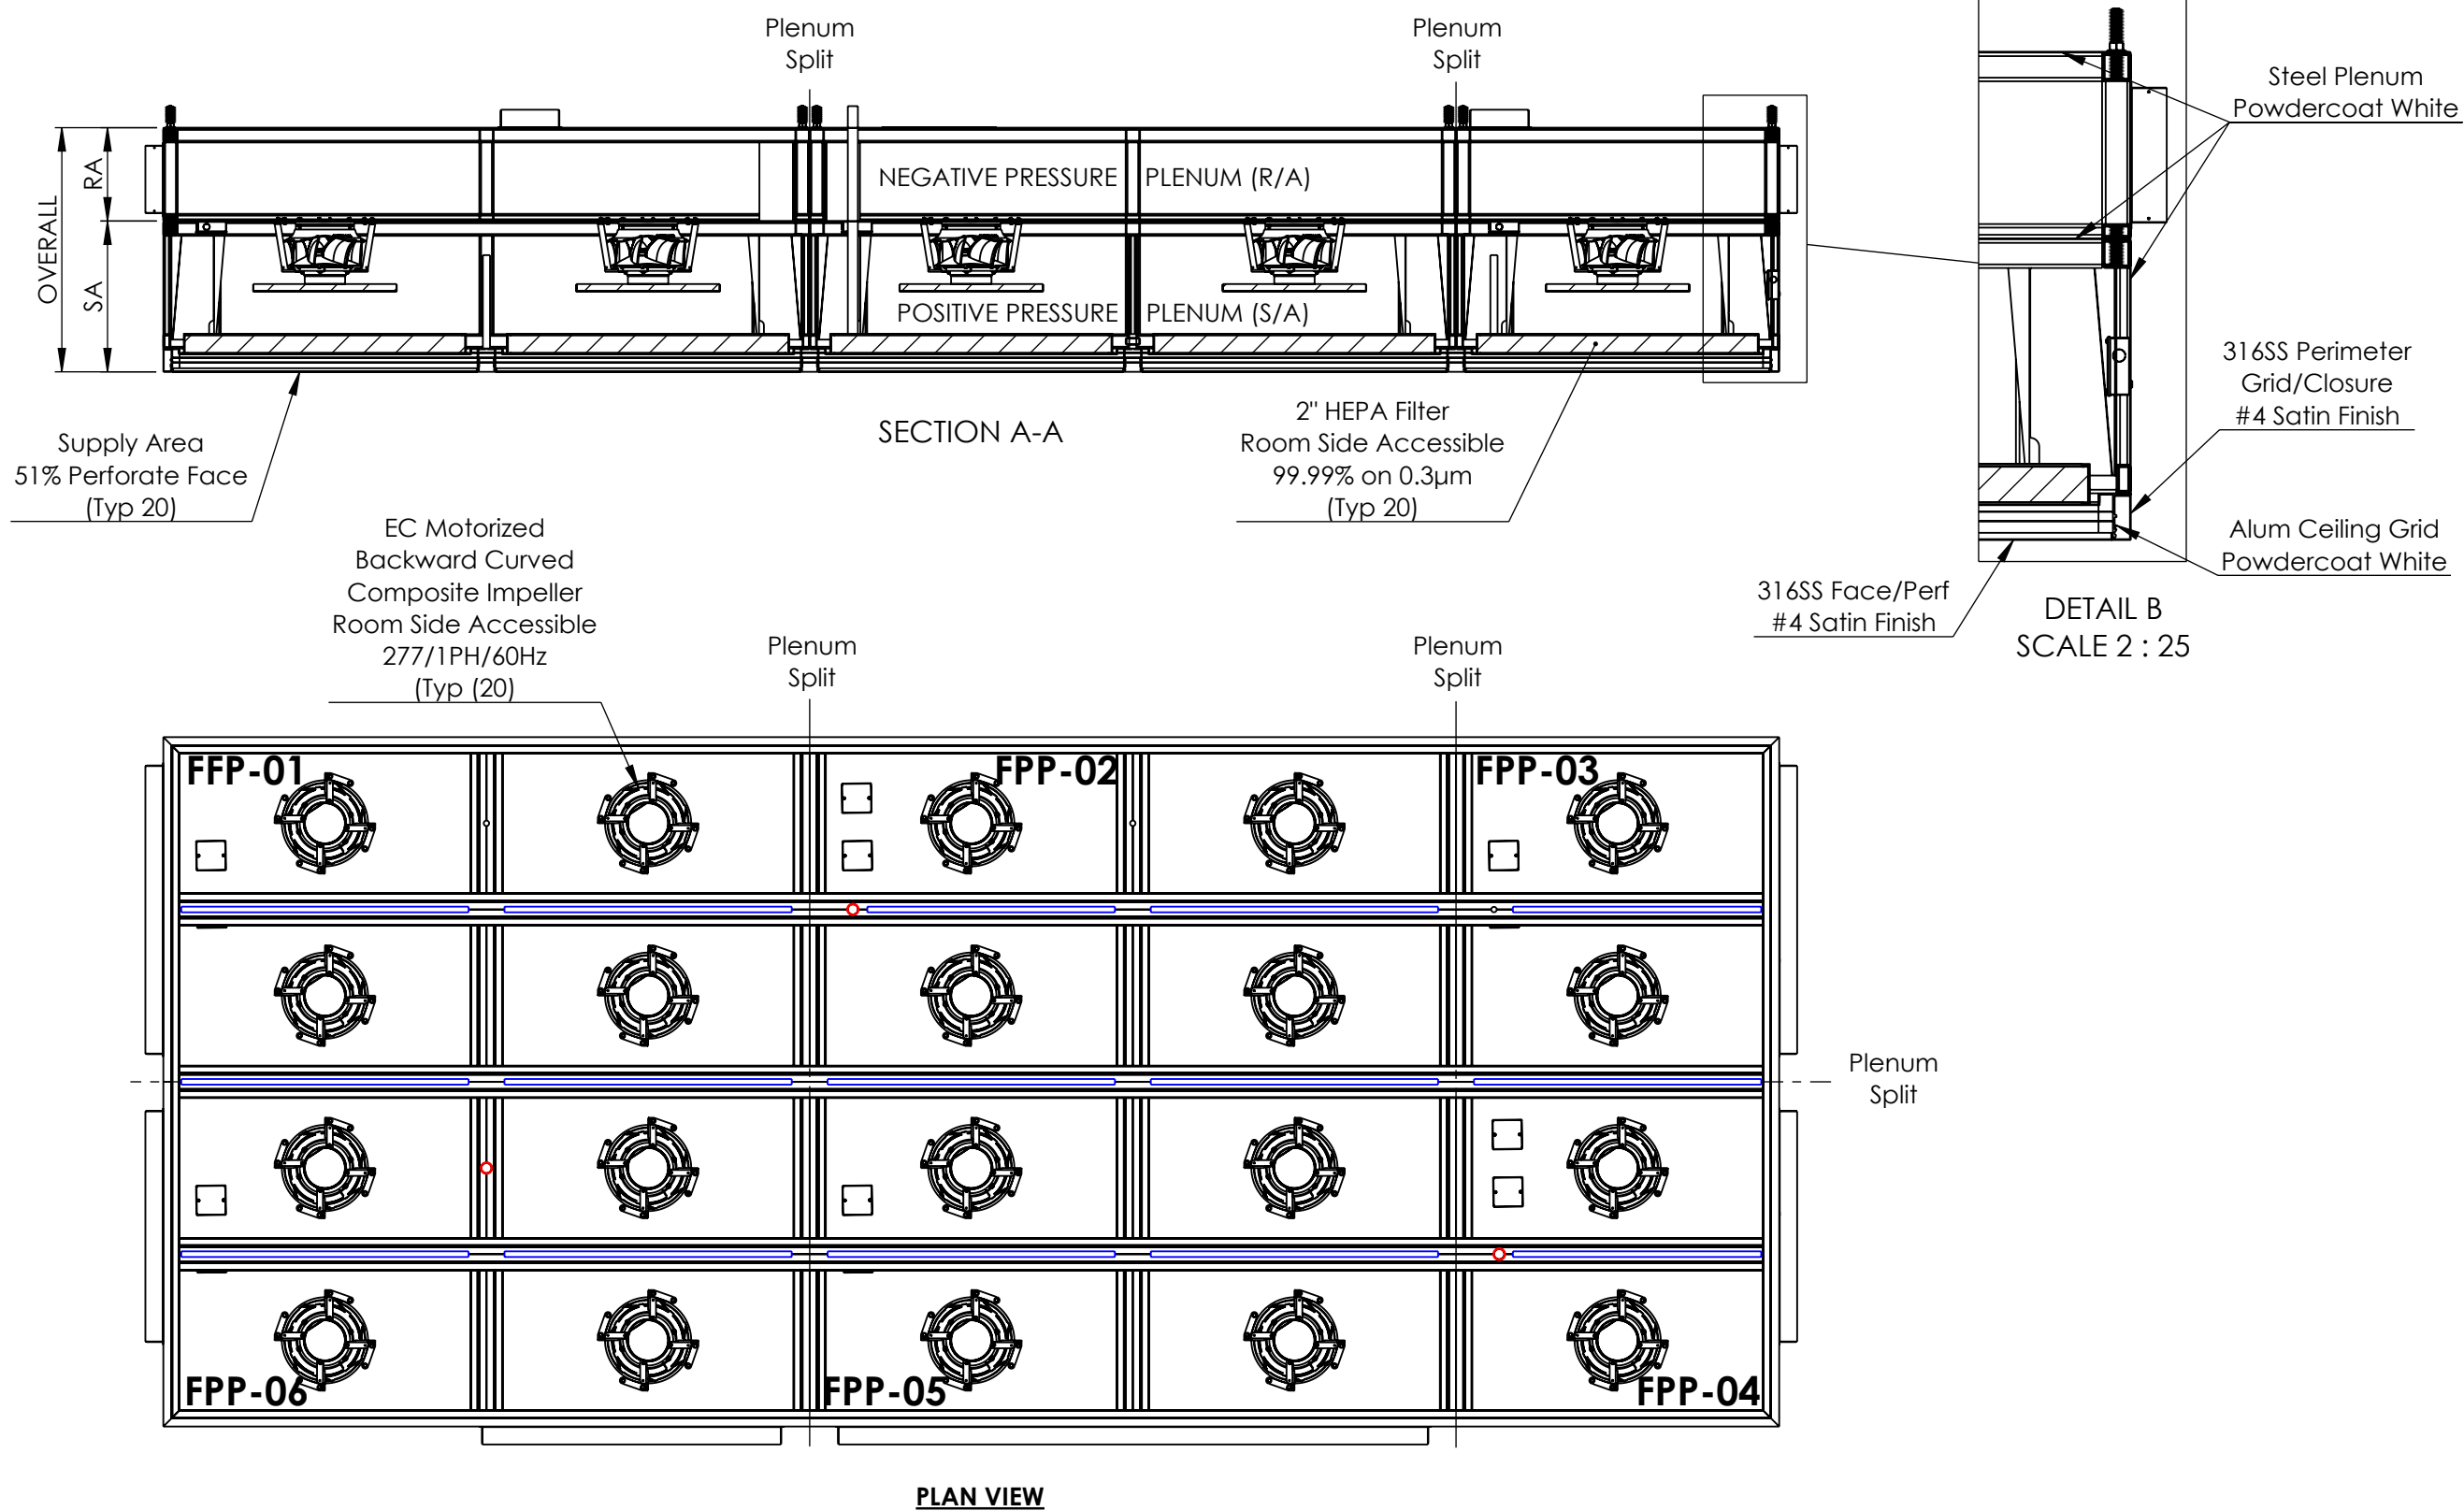 Plenum
Split
Plenum
Split
Steel Plenum
Powdercoat White
OVERALL
RA
SA
NEGATIVE PRESSURE PLENUM (R/A)
POSITIVE PRESSURE PLENUM (S/A)
316SS Perimeter
Grid/Closure
#4 Satin Finish
SECTION A-A
2" HEPA Filter
Room Side Accessible
99.99% on 0.3µm
(Typ 20)
Supply Area
51% Perforate Face
(Typ 20)
Alum Ceiling Grid
Powdercoat White
316SS Face/Perf
#4 Satin Finish
DETAIL B
SCALE 2 : 25
EC Motorized
Backward Curved
Composite Impeller
Room Side Accessible
277/1PH/60Hz
(Typ (20)
Plenum
Split
Plenum
Split
FFP-01
FPP-02
FPP-03
Plenum
Split
FPP-06
FPP-05
FPP-04
PLAN VIEW